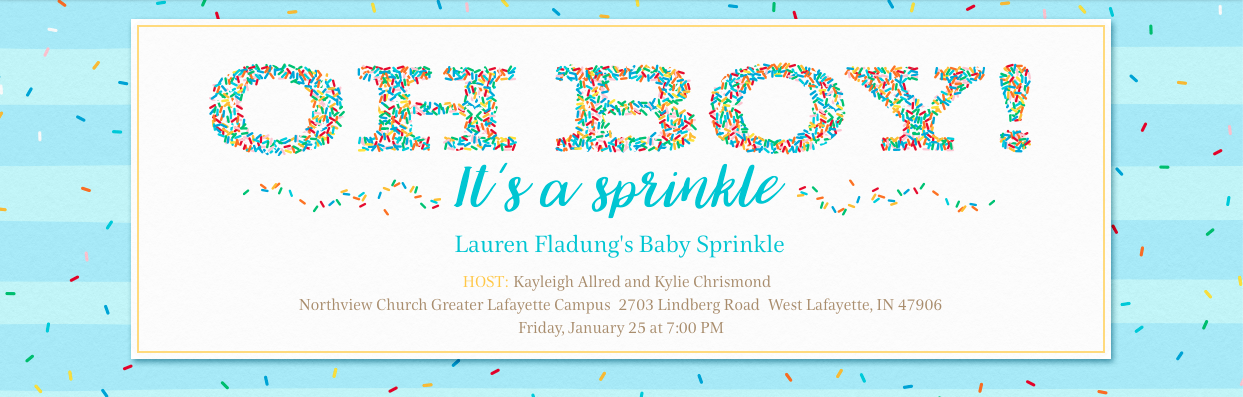 OH BOY!
It's a sprinkle
Lauren Fladung's Baby Sprinkle
HOST: Kayleigh Allred and Kylie Chrismond
Northview Church Greater Lafayette Campus 2703 Lindberg Road West Lafayette, IN 47906
Friday, January 25 at 7:00 PM